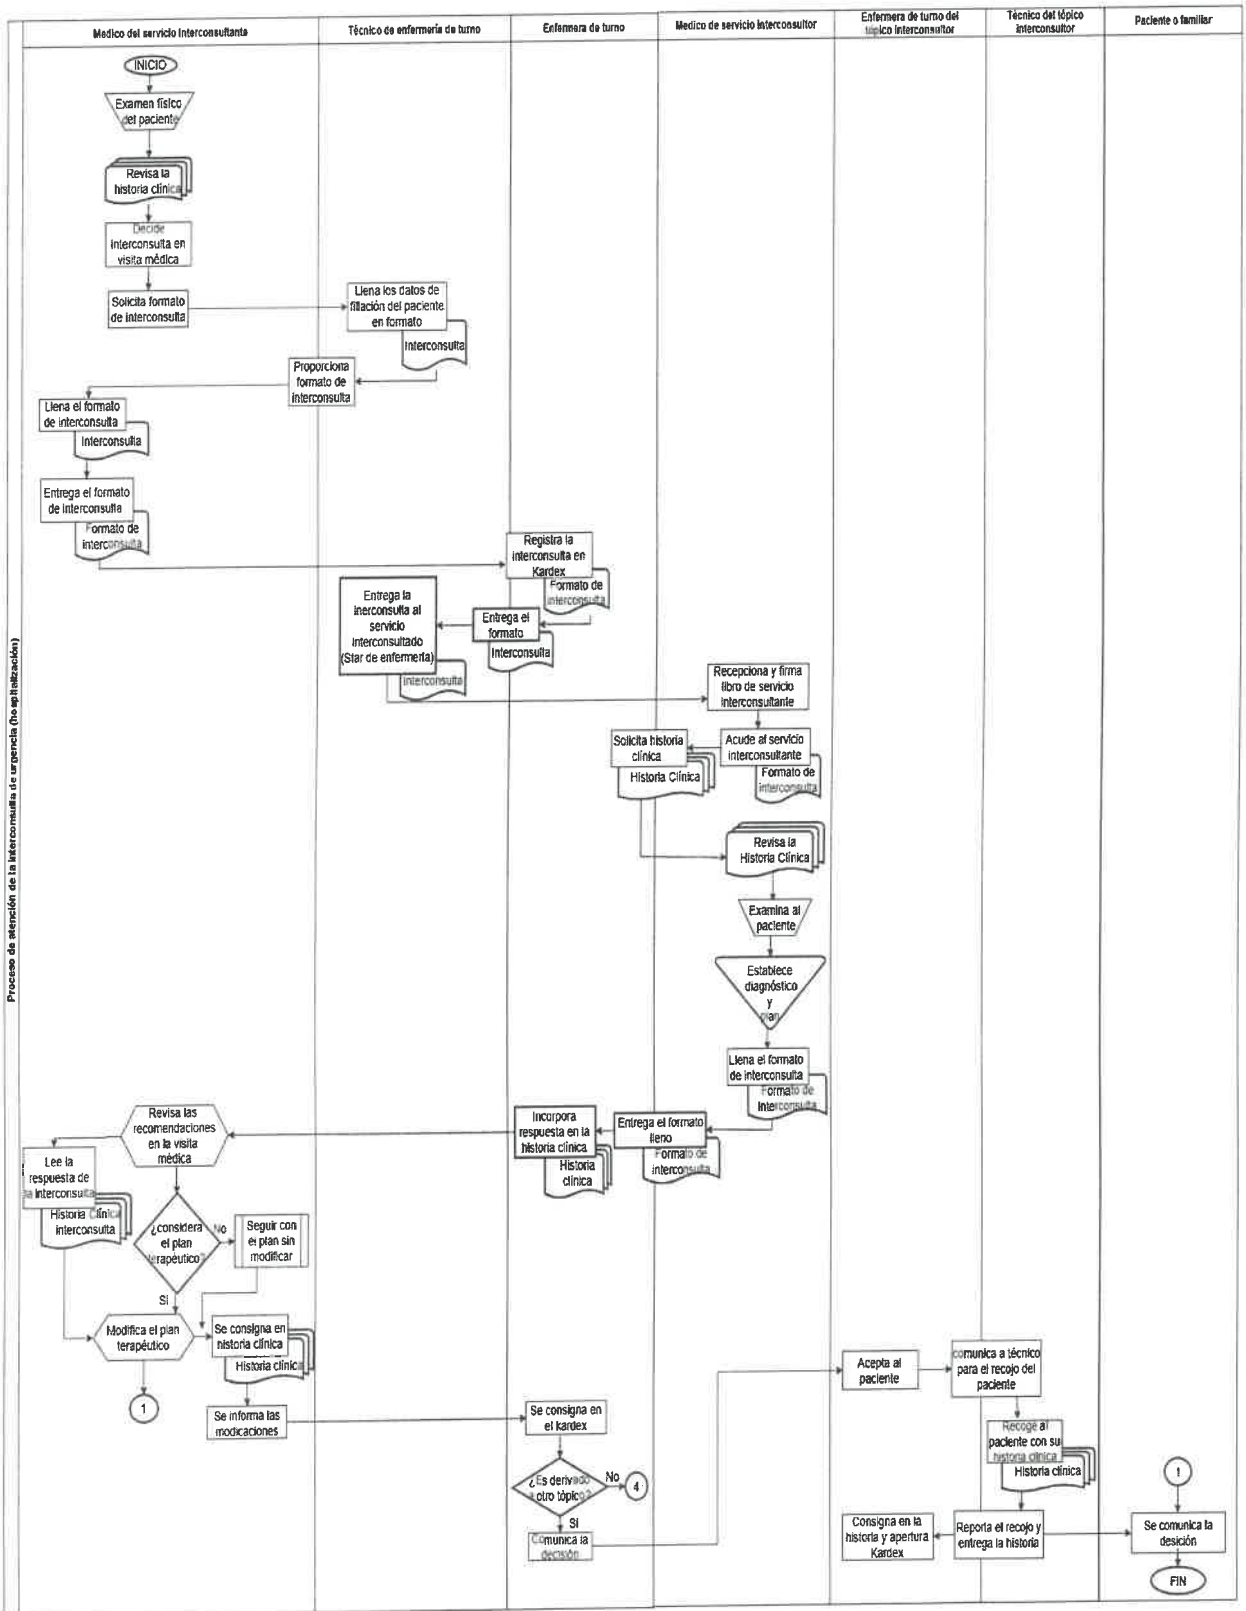 Medico del servicio Interconsultante
Técnico de enfermería de turno
Enfermera de turno
Medico de servicio Interconsultor
Enfermera de turno del
tópico Interconsultor
Técnico del tópico
interconsultor
Paciente o familiar
Proceso de atención de la interconsulta de urgencia (hospitalización)
INICIO
Examen físico
del paciente
Revisa la
historia clínica
Decide
interconsulta en
visita médica
Solicita formato
de interconsulta
Llena los datos de
filiación del paciente
en formato
Interconsulta
Proporciona
formato de
interconsulta
Llena el formato
de interconsulta
Interconsulta
Entrega el formato
de interconsulta
Formato de
interconsulta
Registra la
interconsulta en
Kardex
Formato de
interconsulta
Entrega el
formato
Interconsulta
Entrega la
inerconsulta al
servicio
interconsultado
(Star de enfermería)
interconsulta
Recepciona y firma
libro de servicio
interconsultante
Acude al servicio
interconsultante
Formato de
interconsulta
Solicita historia
clínica
Historia Clínica
Revisa la
Historia Clínica
Examina al
paciente
Establece
diagnóstico
y
plan
Llena el formato
de interconsulta
Formato de
Interconsulta
Entrega el formato
lleno
Formato de
interconsulta
Incorpora
respuesta en la
historia clínica
Historia
clínica
Revisa las
recomendaciones
en la visita
médica
Lee la
respuesta de
la interconsulta
Historia Clínica
interconsulta
¿considera
el plan
terapéutico?
No
Seguir con
el plan sin
modificar
Si
Modifica el plan
terapéutico
Se consigna en
historia clínica
Historia clínica
1
Se informa las
modicaciones
Se consigna en
el kardex
¿Es derivado
a otro tòpico?
No
4
Si
Comunica la
decisión
Acepta al
paciente
comunica a técnico
para el recojo del
paciente
Recoge al
paciente con su
historia clínica
Historia clínica
Reporta el recojo y
entrega la historia
Consigna en la
historia y apertura
Kardex
1
Se comunica la
desición
FIN